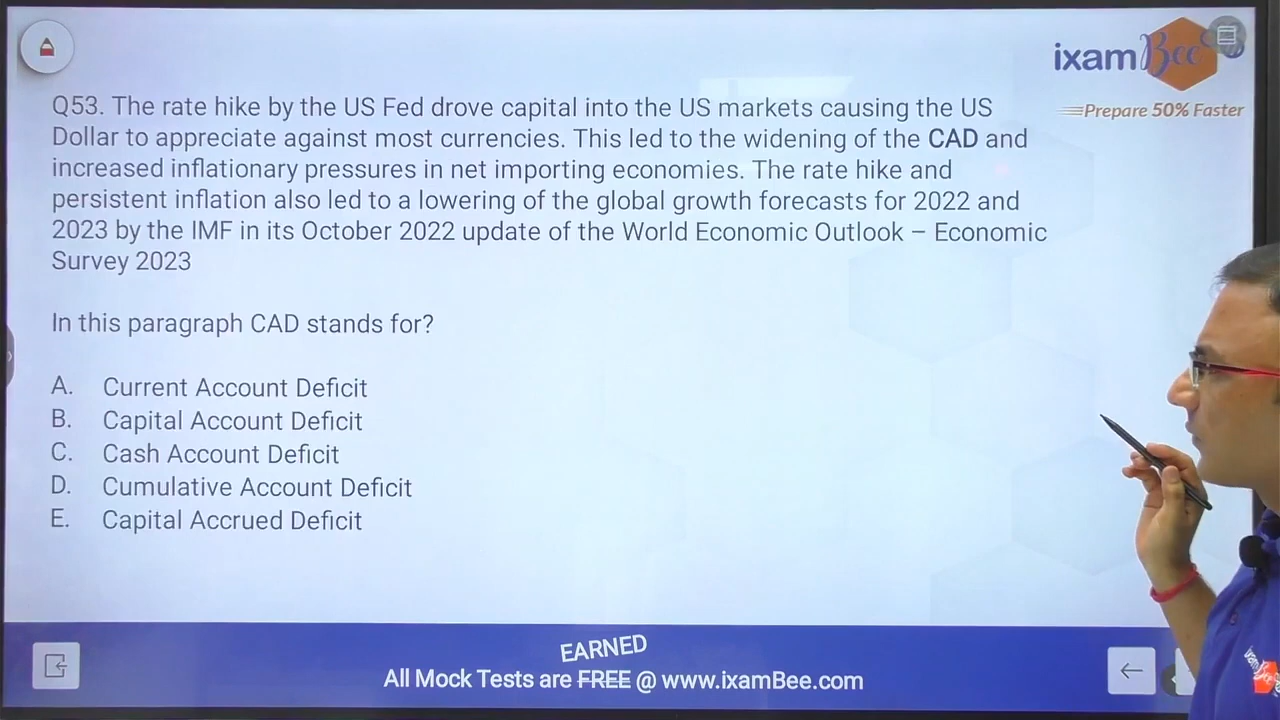 ixamBee
Prepare 50% Faster
Q53. The rate hike by the US Fed drove capital into the US markets causing the US
Dollar to appreciate against most currencies. This led to the widening of the CAD and
increased inflationary pressures in net importing economies. The rate hike and
persistent inflation also led to a lowering of the global growth forecasts for 2022 and
2023 by the IMF in its October 2022 update of the World Economic Outlook – Economic
Survey 2023
In this paragraph CAD stands for?
A. Current Account Deficit
B. Capital Account Deficit
C. Cash Account Deficit
D. Cumulative Account Deficit
E. Capital Accrued Deficit
EARNED
All Mock Tests are FREE @ www.ixamBee.com